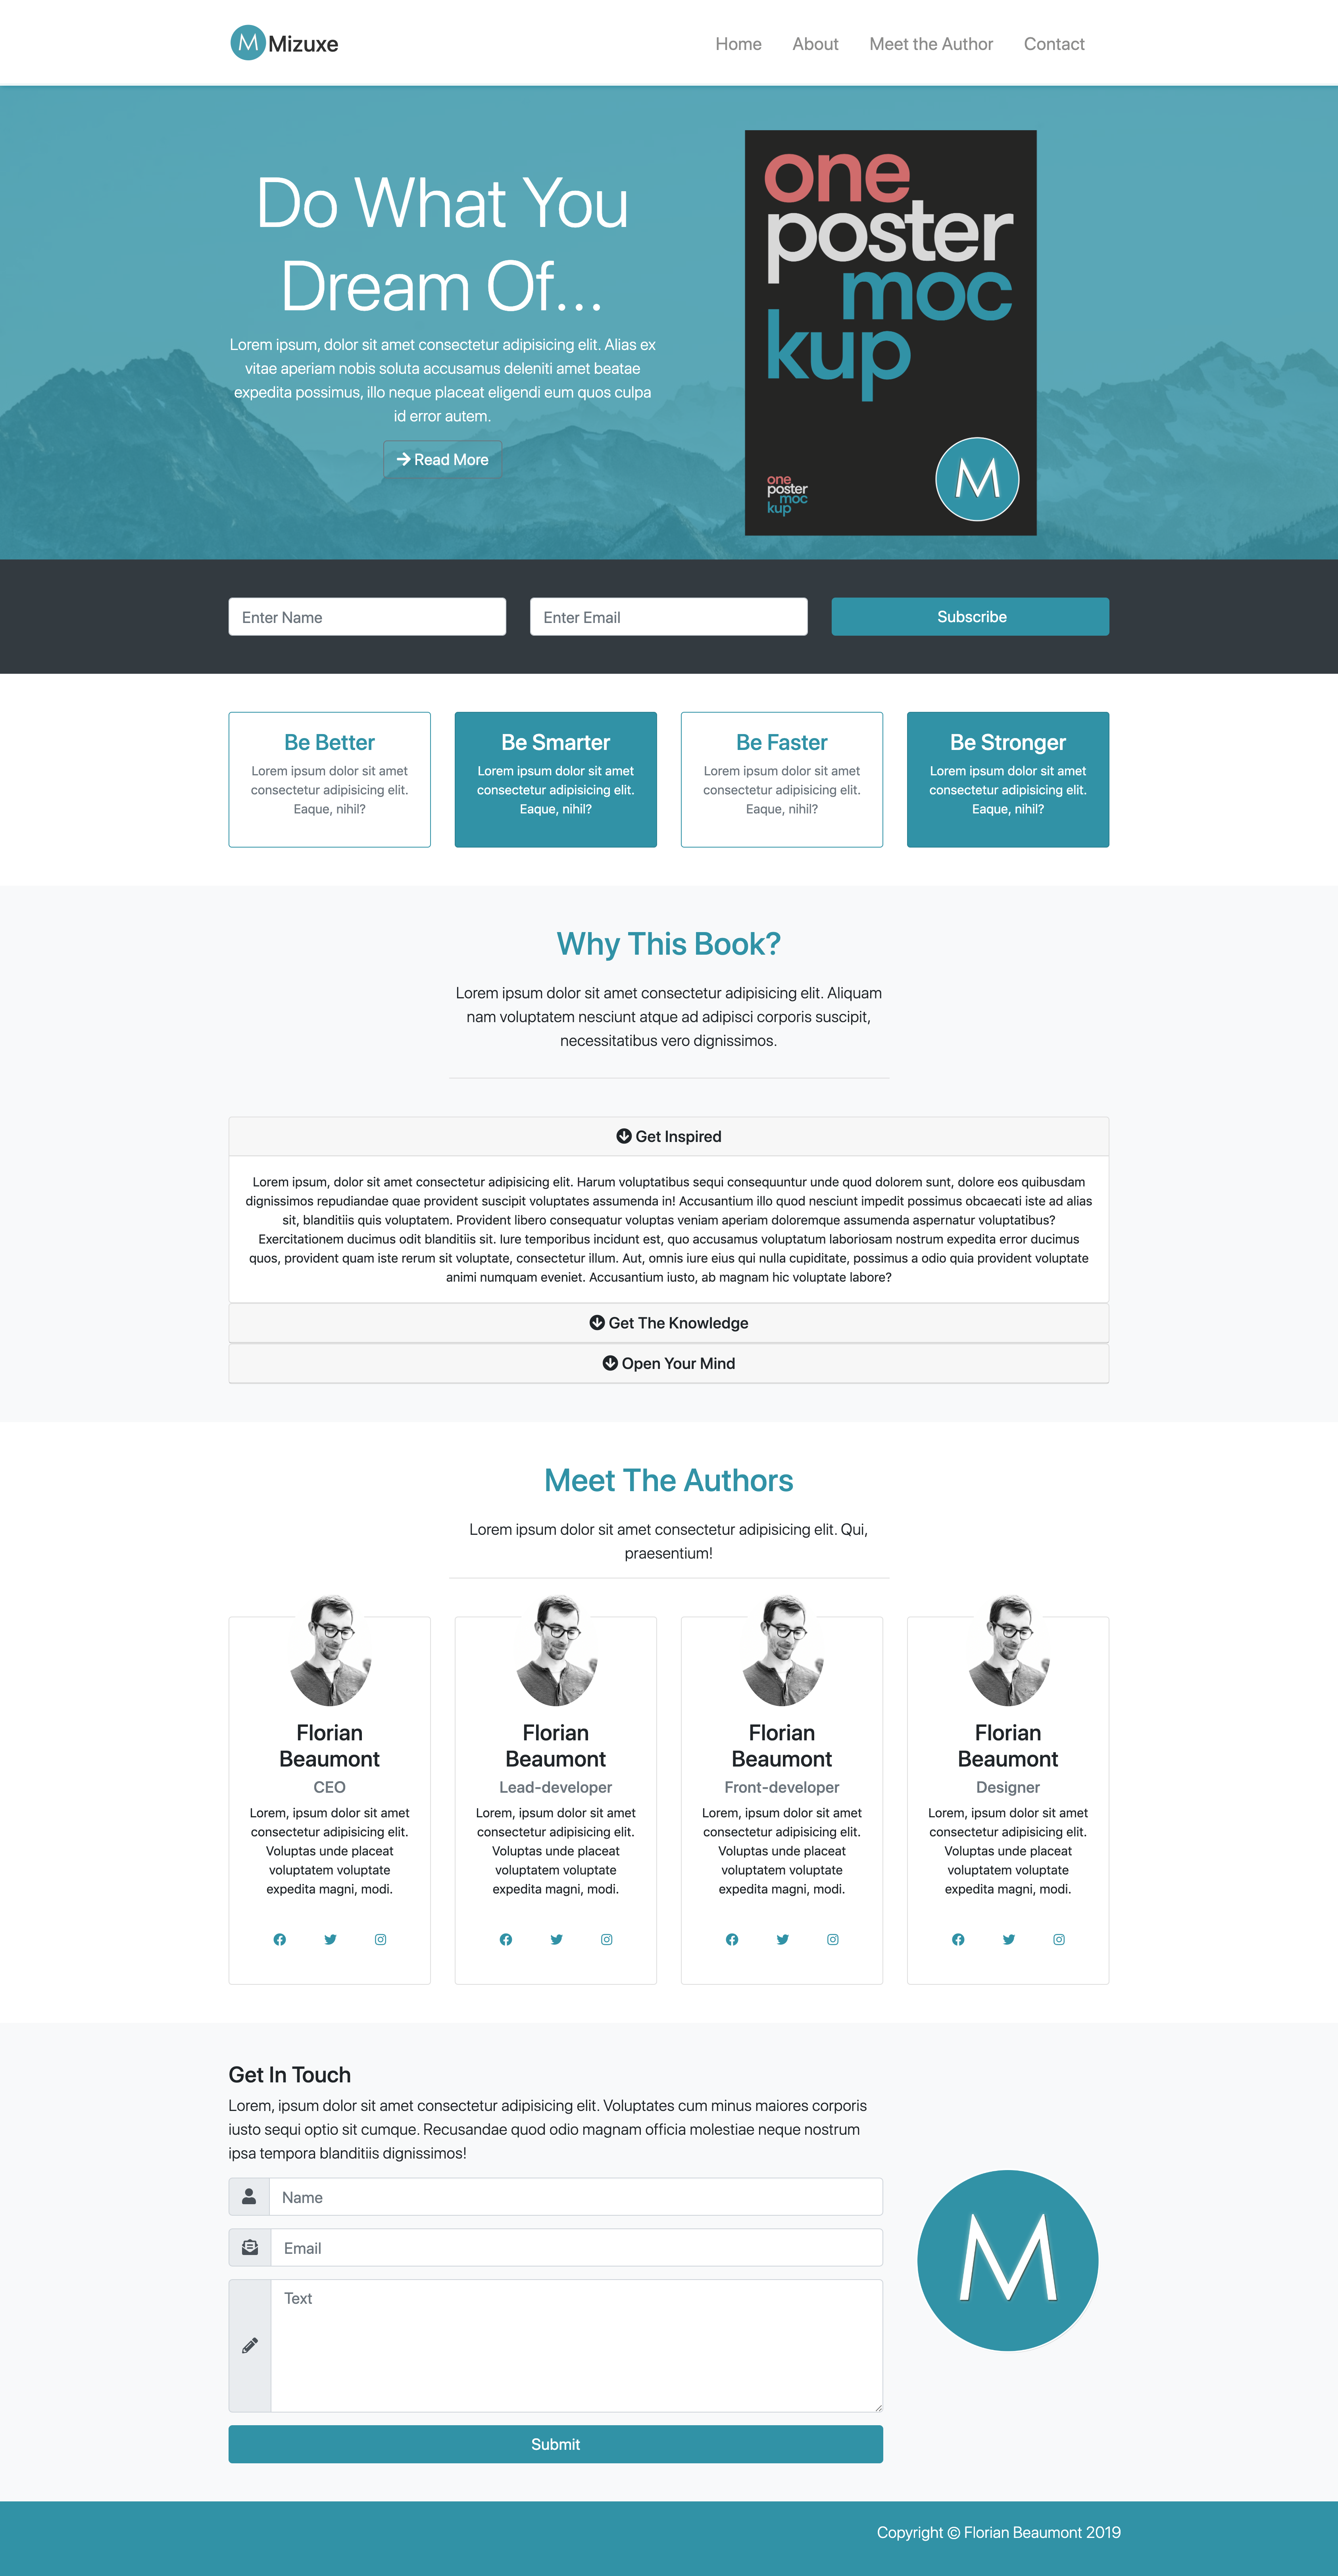 M Mizuxe
Home About Meet the Author Contact
Do What You
Dream Of...
Lorem ipsum, dolor sit amet consectetur adipisicing elit. Alias ex
vitae aperiam nobis soluta accusamus deleniti amet beatae
expedita possimus, illo neque placeat eligendi eum quos culpa
id error autem.
Read More
one
poster
moc
kup
one
poster
moc
kup
M
Enter Name
Enter Email
Subscribe
Be Better
Lorem ipsum dolor sit amet
consectetur adipisicing elit.
Eaque, nihil?
Be Smarter
Lorem ipsum dolor sit amet
consectetur adipisicing elit.
Eaque, nihil?
Be Faster
Lorem ipsum dolor sit amet
consectetur adipisicing elit.
Eaque, nihil?
Be Stronger
Lorem ipsum dolor sit amet
consectetur adipisicing elit.
Eaque, nihil?
Why This Book?
Lorem ipsum dolor sit amet consectetur adipisicing elit. Aliquam
nam voluptatem nesciunt atque ad adipisci corporis suscipit,
necessitatibus vero dignissimos.
Get Inspired
Lorem ipsum, dolor sit amet consectetur adipisicing elit. Harum voluptatibus sequi consequuntur unde quod dolorem sunt, dolore eos quibusdam
dignissimos repudiandae quae provident suscipit voluptates assumenda in! Accusantium illo quod nesciunt impedit possimus obcaecati iste ad alias
sit, blanditiis quis voluptatem. Provident libero consequatur voluptas veniam aperiam doloremque assumenda aspernatur voluptatibus?
Exercitationem ducimus odit blanditiis sit. Iure temporibus incidunt est, quo accusamus voluptatum laboriosam nostrum expedita error ducimus
quos, provident quam iste rerum sit voluptate, consectetur illum. Aut, omnis iure eius qui nulla cupiditate, possimus a odio quia provident voluptate
animi numquam eveniet. Accusantium iusto, ab magnam hic voluptate labore?
Get The Knowledge
Open Your Mind
Meet The Authors
Lorem ipsum dolor sit amet consectetur adipisicing elit. Qui,
praesentium!
Florian
Beaumont
CEO
Lorem, ipsum dolor sit amet
consectetur adipisicing elit.
Voluptas unde placeat
voluptatem voluptate
expedita magni, modi.
Florian
Beaumont
Lead-developer
Lorem, ipsum dolor sit amet
consectetur adipisicing elit.
Voluptas unde placeat
voluptatem voluptate
expedita magni, modi.
Florian
Beaumont
Front-developer
Lorem, ipsum dolor sit amet
consectetur adipisicing elit.
Voluptas unde placeat
voluptatem voluptate
expedita magni, modi.
Florian
Beaumont
Designer
Lorem, ipsum dolor sit amet
consectetur adipisicing elit.
Voluptas unde placeat
voluptatem voluptate
expedita magni, modi.
Get In Touch
Lorem, ipsum dolor sit amet consectetur adipisicing elit. Voluptates cum minus maiores corporis
iusto sequi optio sit cumque. Recusandae quod odio magnam officia molestiae neque nostrum
ipsa tempora blanditiis dignissimos!
Name
Email
Text
Submit
M
Copyright © Florian Beaumont 2019